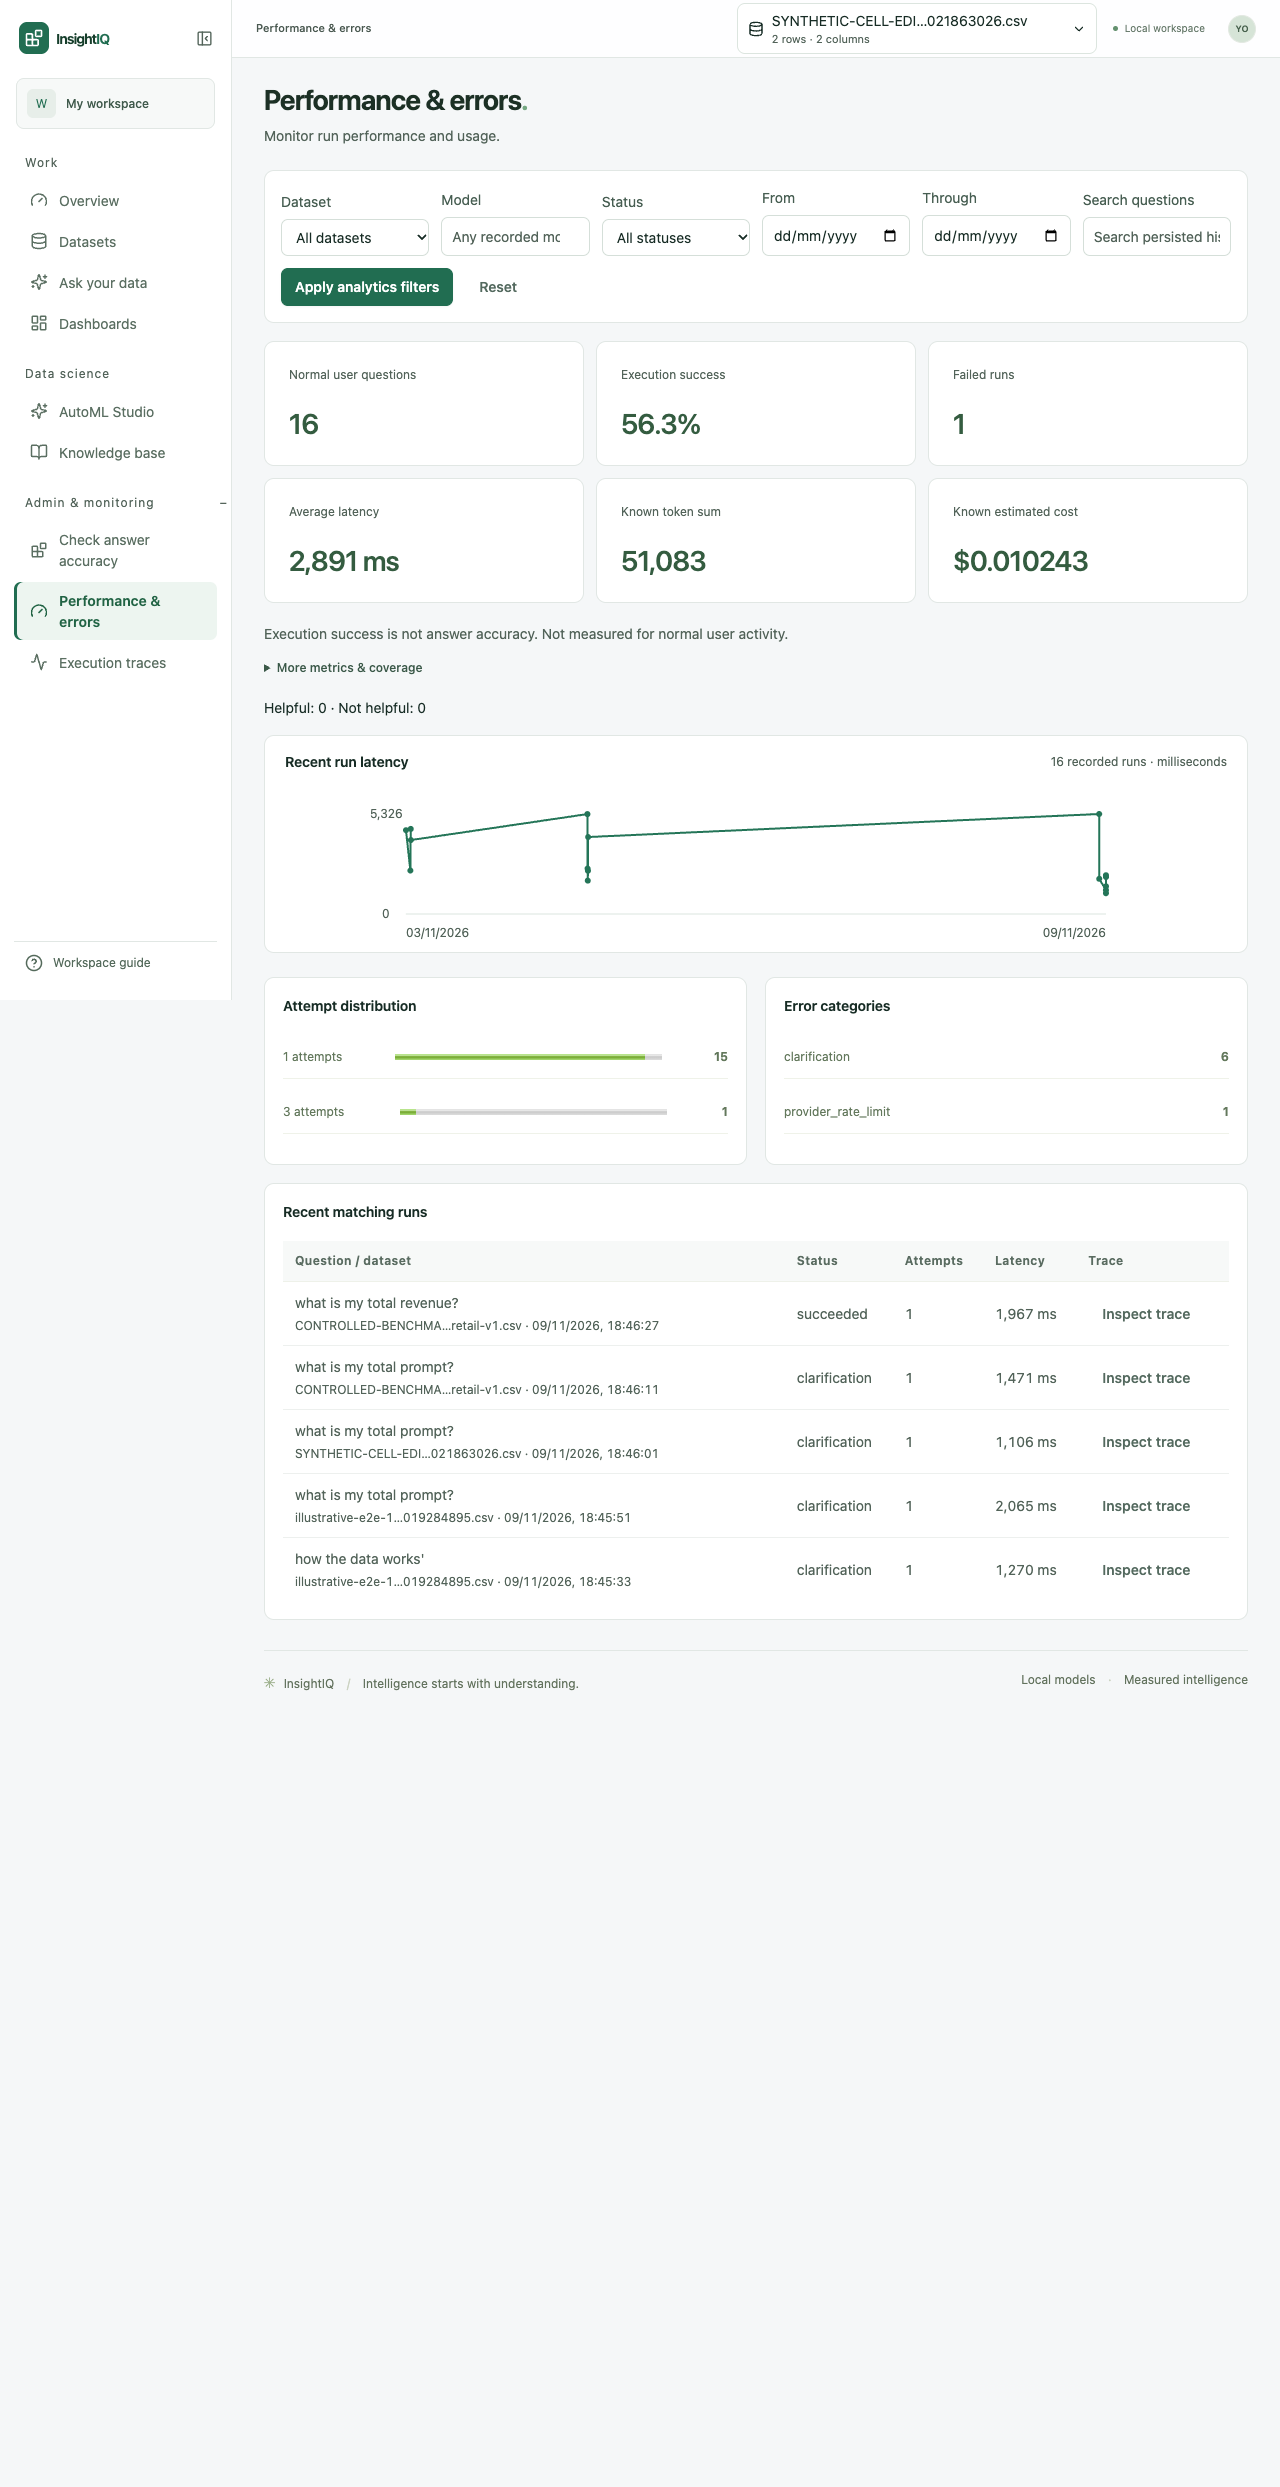 InsightIQ
W My workspace
Work
Overview
Datasets
Ask your data
Dashboards
Data science
AutoML Studio
Knowledge base
Admin & monitoring –
Check answer
accuracy
Performance &
errors
Execution traces
Workspace guide
Performance & errors
SYNTHETIC-CELL-EDI...021863026.csv
2 rows · 2 columns
Local workspace
YO
Performance & errors.
Monitor run performance and usage.
Dataset Model Status From Through Search questions
All datasets Any recorded mo All statuses dd/mm/yyyy dd/mm/yyyy Search persisted his
Apply analytics filters Reset
Normal user questions
16
Execution success
56.3%
Failed runs
1
Average latency
2,891 ms
Known token sum
51,083
Known estimated cost
$0.010243
Execution success is not answer accuracy. Not measured for normal user activity.
More metrics & coverage
Helpful: 0 · Not helpful: 0
Recent run latency 16 recorded runs · milliseconds
5,326
0
03/11/2026 09/11/2026
Attempt distribution
1 attempts 15
3 attempts 1
Error categories
clarification 6
provider_rate_limit 1
Recent matching runs
Question / dataset Status Attempts Latency Trace
what is my total revenue?
CONTROLLED-BENCHMA...retail-v1.csv · 09/11/2026, 18:46:27
succeeded 1 1,967 ms Inspect trace
what is my total prompt?
CONTROLLED-BENCHMA...retail-v1.csv · 09/11/2026, 18:46:11
clarification 1 1,471 ms Inspect trace
what is my total prompt?
SYNTHETIC-CELL-EDI...021863026.csv · 09/11/2026, 18:46:01
clarification 1 1,106 ms Inspect trace
what is my total prompt?
illustrative-e2e-1...019284895.csv · 09/11/2026, 18:45:51
clarification 1 2,065 ms Inspect trace
how the data works'
illustrative-e2e-1...019284895.csv · 09/11/2026, 18:45:33
clarification 1 1,270 ms Inspect trace
InsightIQ / Intelligence starts with understanding.
Local models · Measured intelligence